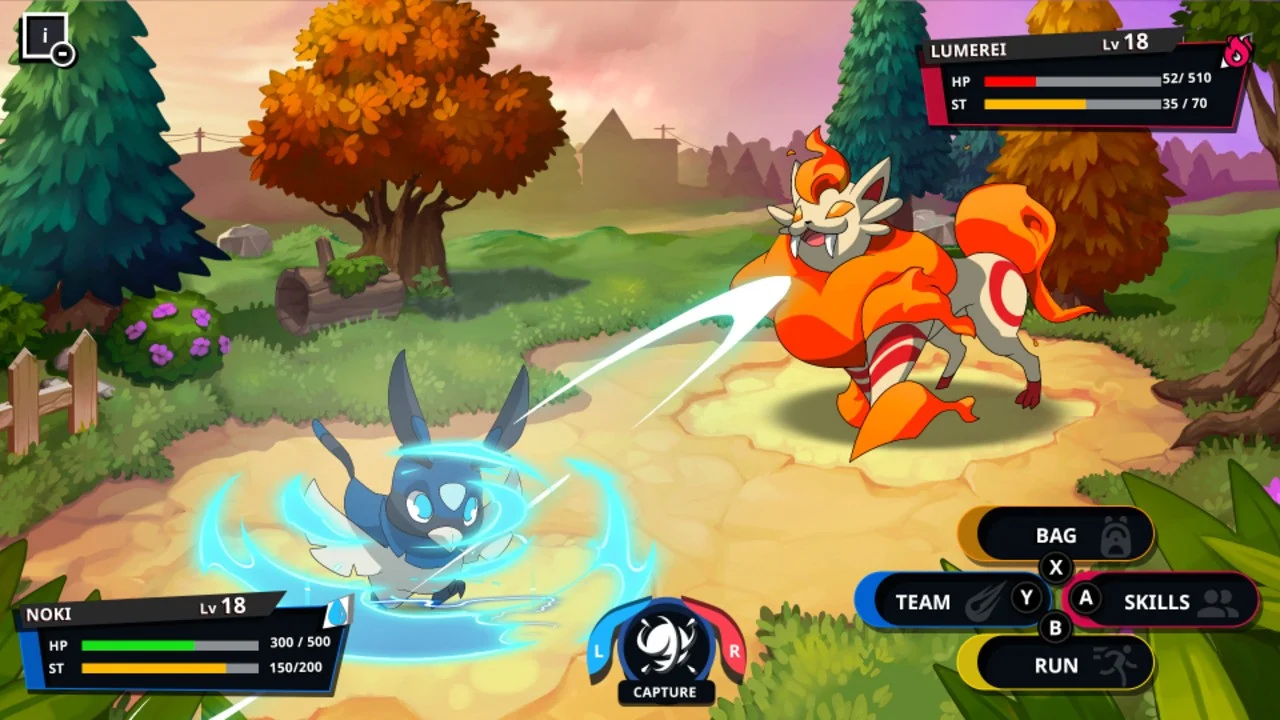 i
LUMEREI Lv 18
HP 52/ 510
ST 35 / 70
BAG
X
TEAM Y A SKILLS
B
RUN
NOKI Lv 18
HP 300 / 500
ST 150/200
L R
CAPTURE